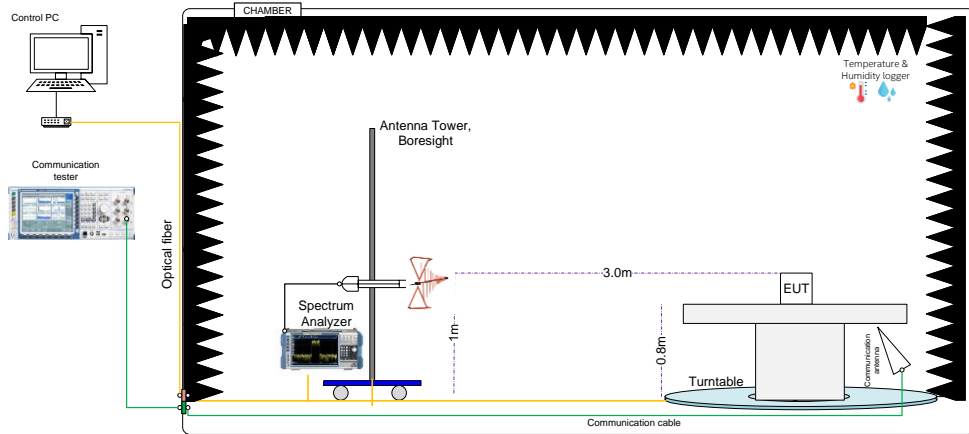 Control PC
CHAMBER
Temperature &
Humidity logger
Antenna Tower,
Boresight
Communication
tester
Optical fiber
3.0m
EUT
Spectrum
Analyzer
1m
0.8m
Communication
antenna
Turntable
Communication cable